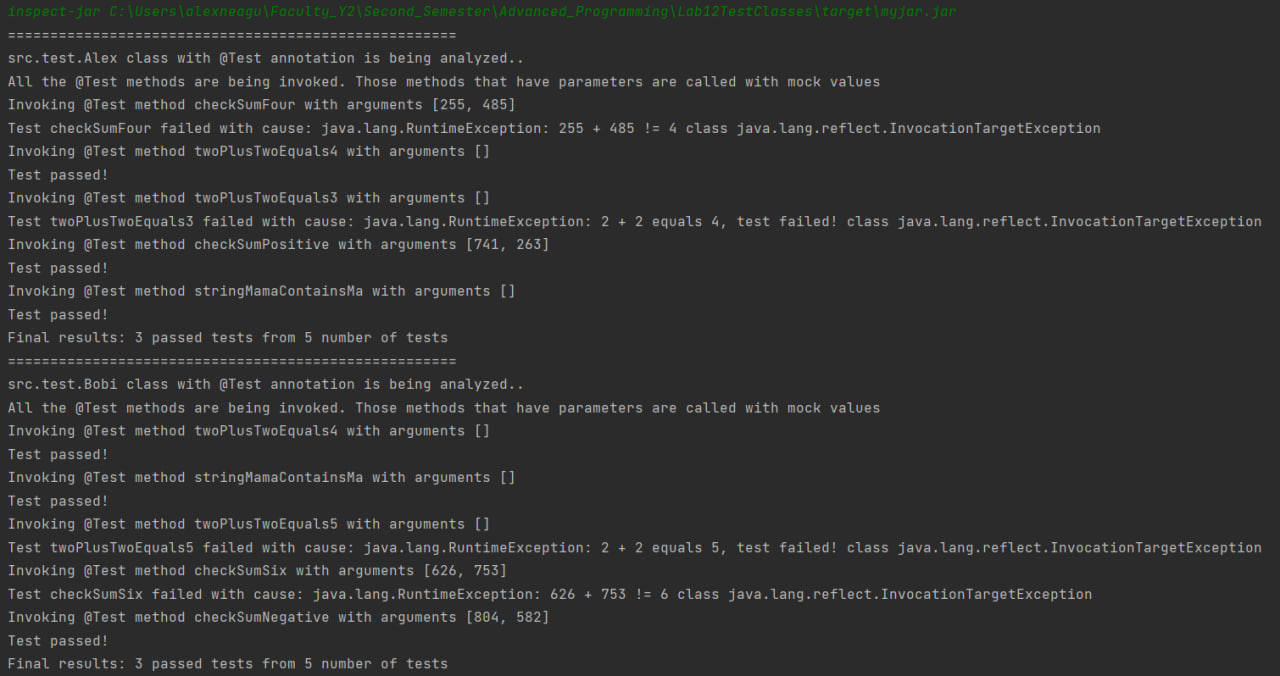 inspect-jar C:\Users\alexneagu\Faculty_Y2\Second_Semester\Advanced_Programming\Lab12TestClasses\target\myjar.jar
=====================================================
src.test.Alex class with @Test annotation is being analyzed..
All the @Test methods are being invoked. Those methods that have parameters are called with mock values
Invoking @Test method checkSumFour with arguments [255, 485]
Test checkSumFour failed with cause: java.lang.RuntimeException: 255 + 485 != 4 class java.lang.reflect.InvocationTargetException
Invoking @Test method twoPlusTwoEquals4 with arguments []
Test passed!
Invoking @Test method twoPlusTwoEquals3 with arguments []
Test twoPlusTwoEquals3 failed with cause: java.lang.RuntimeException: 2 + 2 equals 4, test failed! class java.lang.reflect.InvocationTargetException
Invoking @Test method checkSumPositive with arguments [741, 263]
Test passed!
Invoking @Test method stringMamaContainsMa with arguments []
Test passed!
Final results: 3 passed tests from 5 number of tests
=====================================================
src.test.Bobi class with @Test annotation is being analyzed..
All the @Test methods are being invoked. Those methods that have parameters are called with mock values
Invoking @Test method twoPlusTwoEquals4 with arguments []
Test passed!
Invoking @Test method stringMamaContainsMa with arguments []
Test passed!
Invoking @Test method twoPlusTwoEquals5 with arguments []
Test twoPlusTwoEquals5 failed with cause: java.lang.RuntimeException: 2 + 2 equals 5, test failed! class java.lang.reflect.InvocationTargetException
Invoking @Test method checkSumSix with arguments [626, 753]
Test checkSumSix failed with cause: java.lang.RuntimeException: 626 + 753 != 6 class java.lang.reflect.InvocationTargetException
Invoking @Test method checkSumNegative with arguments [804, 582]
Test passed!
Final results: 3 passed tests from 5 number of tests